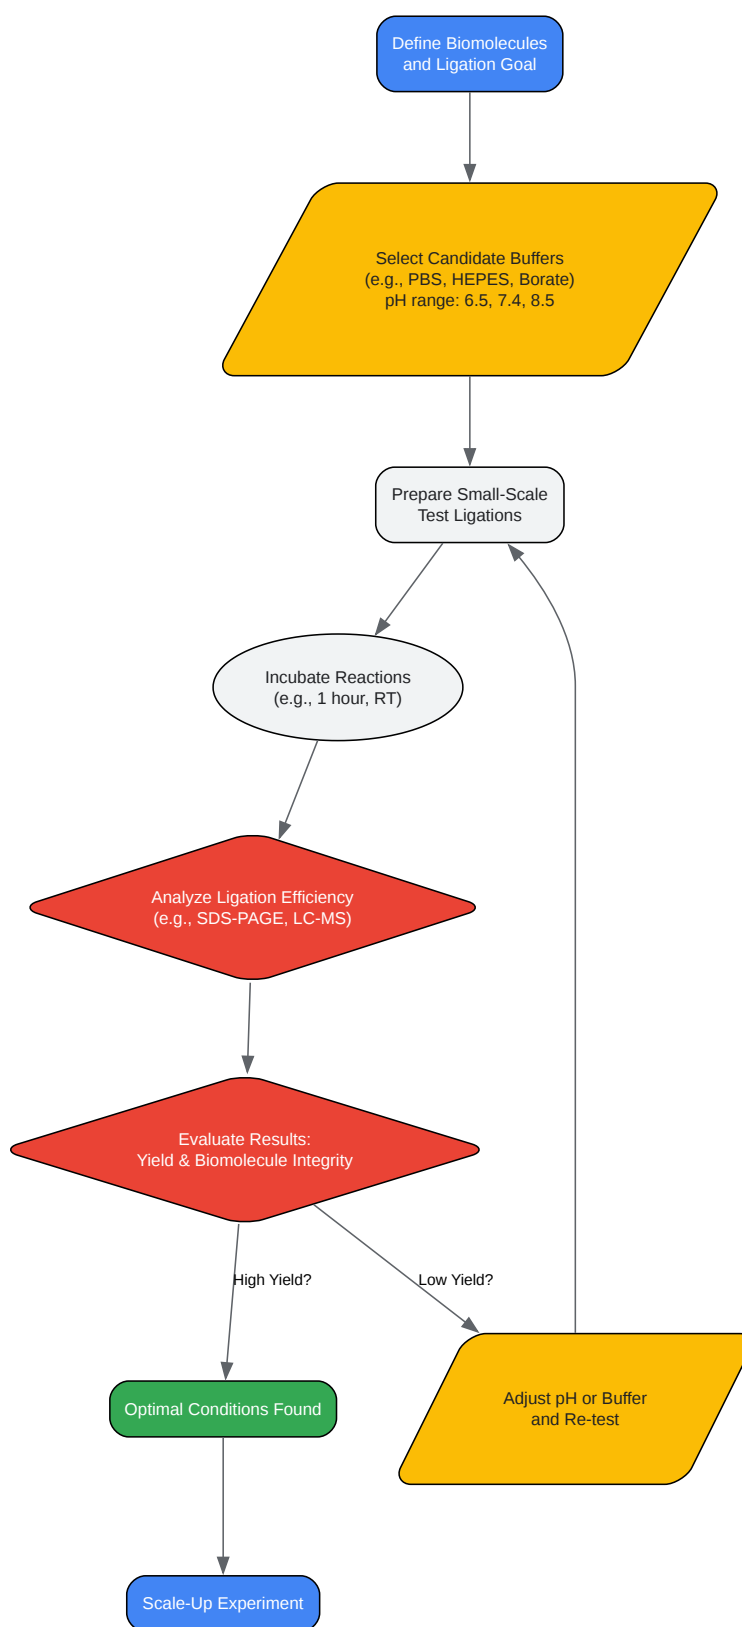 Define Biomolecules
and Ligation Goal
Select Candidate Buffers
(e.g., PBS, HEPES, Borate)
pH range: 6.5, 7.4, 8.5
Prepare Small-Scale
Test Ligations
Incubate Reactions
(e.g., 1 hour, RT)
Analyze Ligation Efficiency
(e.g., SDS-PAGE, LC-MS)
Evaluate Results:
Yield & Biomolecule Integrity
High Yield?
Low Yield?
Optimal Conditions Found
Adjust pH or Buffer
and Re-test
Scale-Up Experiment